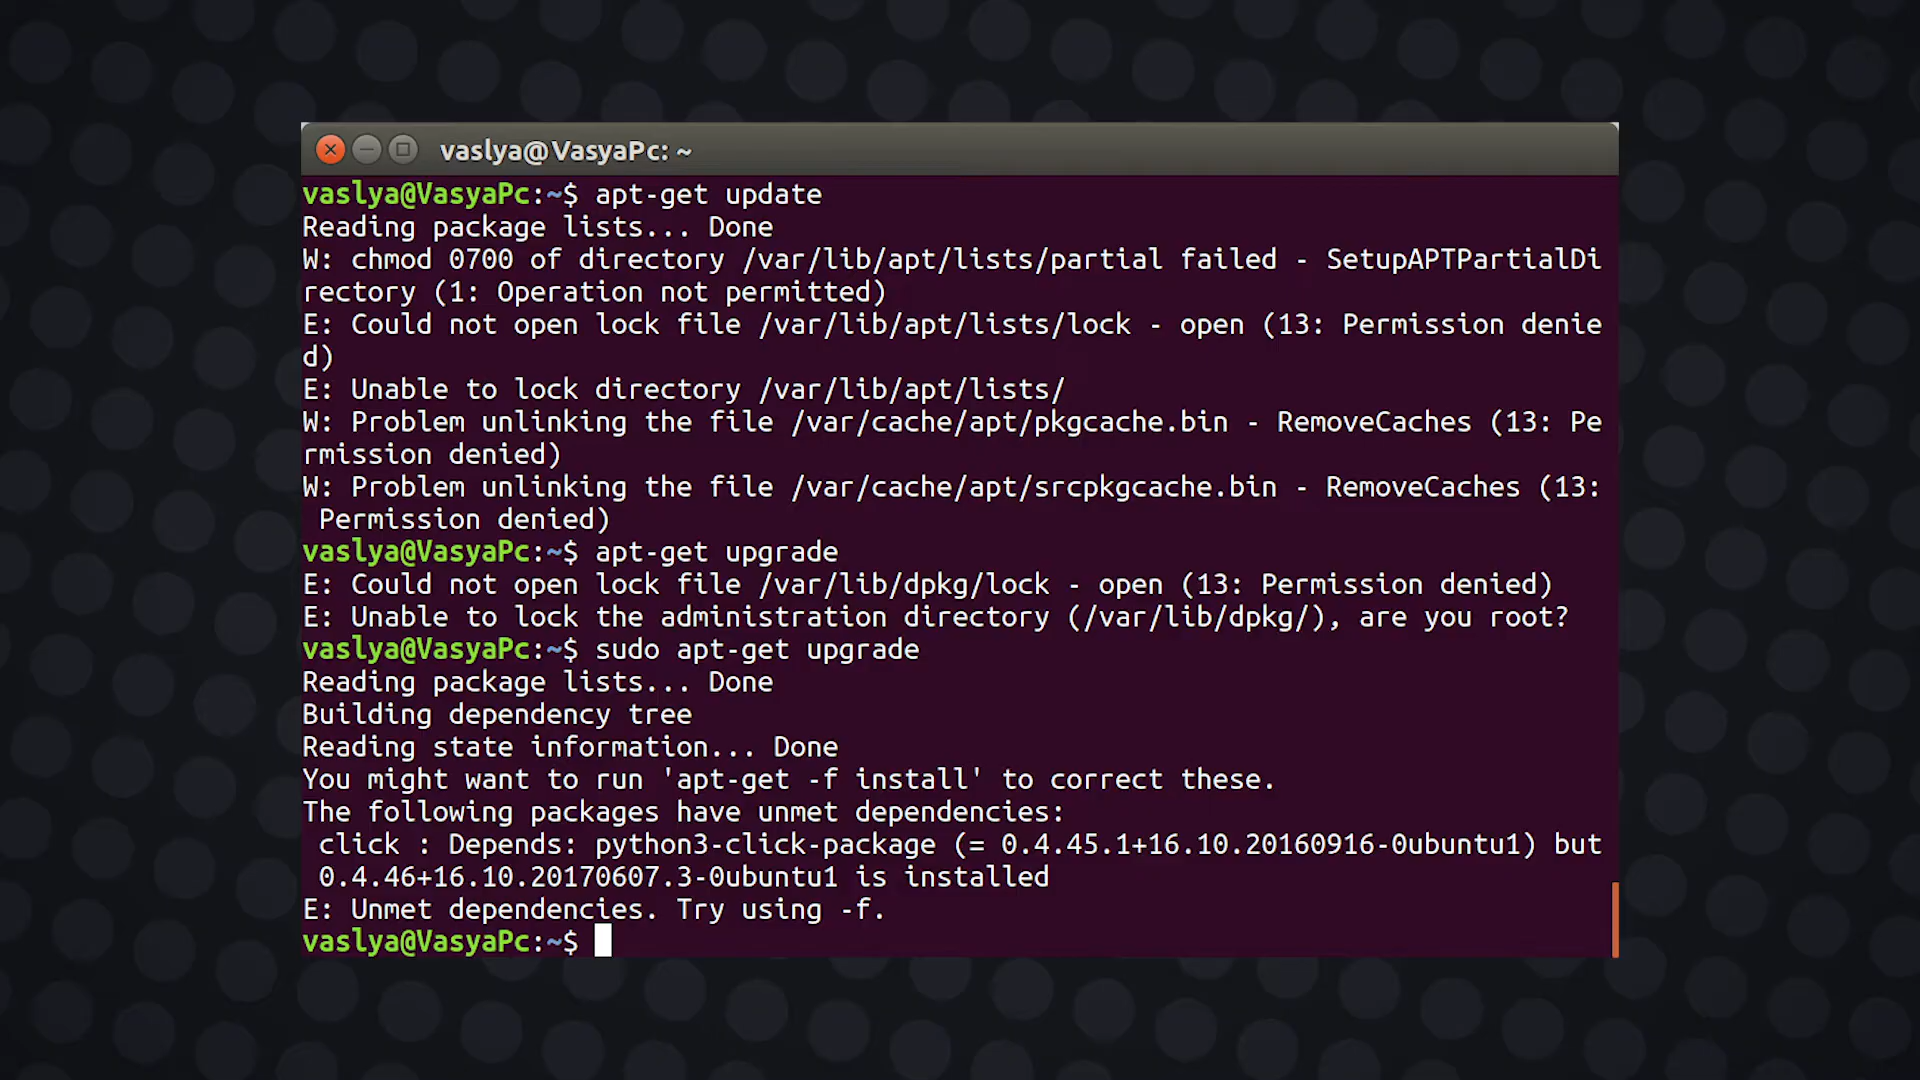 vaslya@VasyaPc: ~
vaslya@VasyaPc:~$ apt-get update
Reading package lists... Done
W: chmod 0700 of directory /var/lib/apt/lists/partial failed - SetupAPTPartialDi
rectory (1: Operation not permitted)
E: Could not open lock file /var/lib/apt/lists/lock - open (13: Permission denie
d)
E: Unable to lock directory /var/lib/apt/lists/
W: Problem unlinking the file /var/cache/apt/pkgcache.bin - RemoveCaches (13: Pe
rmission denied)
W: Problem unlinking the file /var/cache/apt/srcpkgcache.bin - RemoveCaches (13:
 Permission denied)
vaslya@VasyaPc:~$ apt-get upgrade
E: Could not open lock file /var/lib/dpkg/lock - open (13: Permission denied)
E: Unable to lock the administration directory (/var/lib/dpkg/), are you root?
vaslya@VasyaPc:~$ sudo apt-get upgrade
Reading package lists... Done
Building dependency tree
Reading state information... Done
You might want to run 'apt-get -f install' to correct these.
The following packages have unmet dependencies:
 click : Depends: python3-click-package (= 0.4.45.1+16.10.20160916-0ubuntu1) but
 0.4.46+16.10.20170607.3-0ubuntu1 is installed
E: Unmet dependencies. Try using -f.
vaslya@VasyaPc:~$